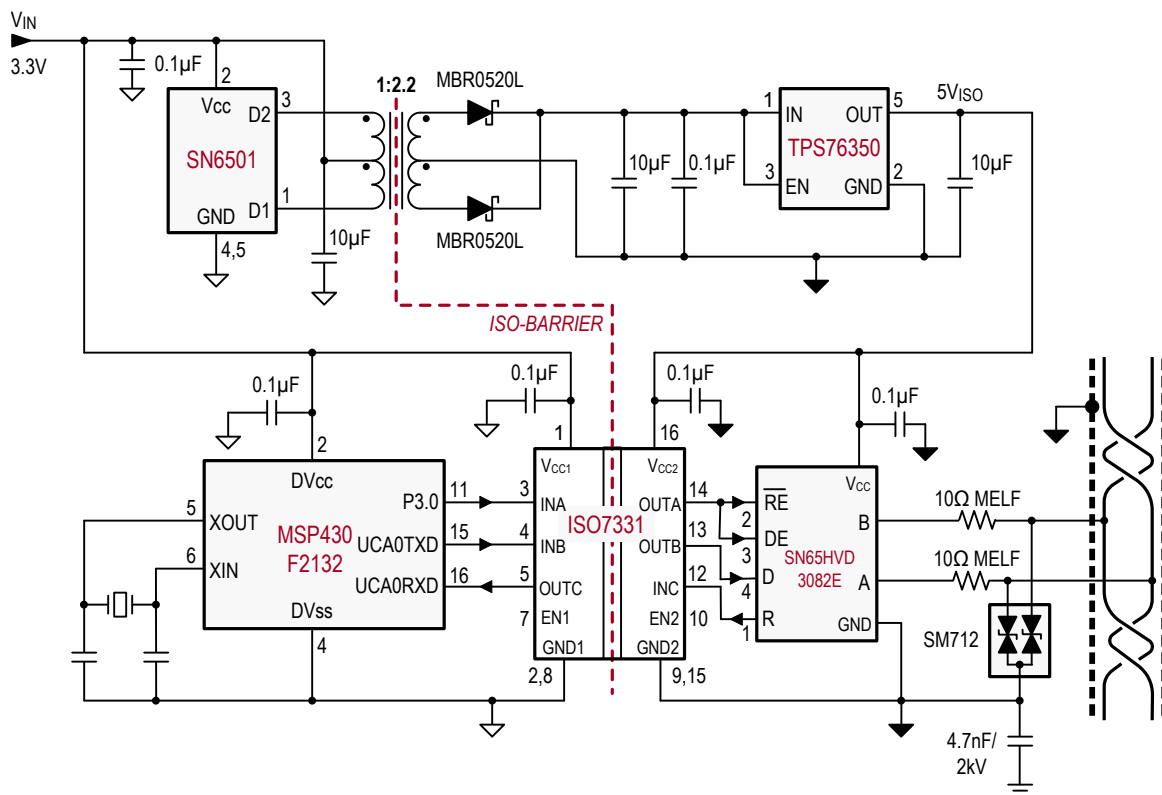 VIN
3.3V
0.1µF
2
Vcc
D2
3
SN6501
D1
1
GND
4,5
10µF
1:2.2
MBR0520L
MBR0520L
10µF
0.1µF
1
IN
OUT
5
TPS76350
3
EN
GND
2
5VISO
10µF
ISO-BARRIER
0.1µF
2
DVcc
5
XOUT
6
XIN
MSP430
F2132
P3.0
11
UCA0TXD
15
UCA0RXD
16
DVss
4
0.1µF
1
VCC1
3
INA
4
INB
5
OUTC
7
EN1
GND1
2,8
ISO7331
0.1µF
16
VCC2
OUTA
14
OUTB
13
INC
12
EN2
10
GND2
9,15
0.1µF
VCC
RE
2
DE
3
D
4
R
1
SN65HVD
3082E
B
A
GND
10Ω MELF
10Ω MELF
SM712
4.7nF/
2kV